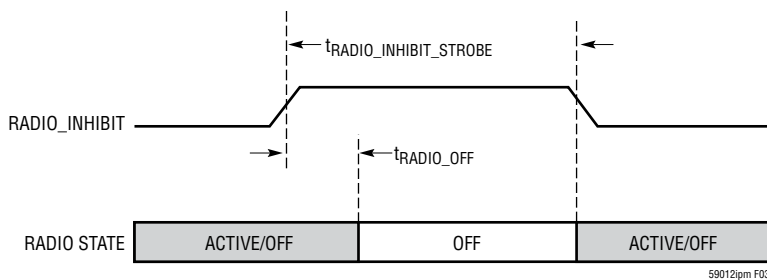 tRADIO_INHIBIT_STROBE
RADIO_INHIBIT
tRADIO_OFF
RADIO STATE ACTIVE/OFF OFF ACTIVE/OFF
59012ipm F03